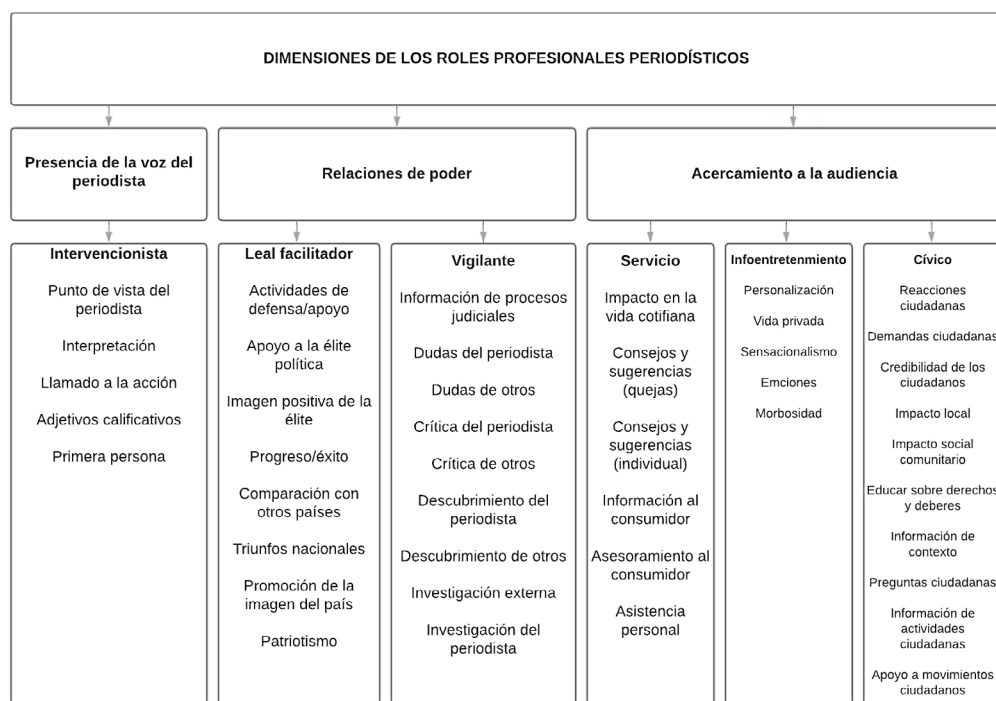 DIMENSIONES DE LOS ROLES PROFESIONALES PERIODÍSTICOS
Presencia de la voz del
periodista
Relaciones de poder
Acercamiento a la audiencia
Intervencionista
Punto de vista del
periodista
Interpretación
Llamado a la acción
Adjetivos calificativos
Primera persona
Leal facilitador
Actividades de
defensa/apoyo
Apoyo a la élite
política
Imagen positiva de la
élite
Progreso/éxito
Comparación con
otros países
Triunfos nacionales
Promoción de la
imagen del país
Patriotismo
Vigilante
Información de procesos
judiciales
Dudas del periodista
Dudas de otros
Crítica del periodista
Crítica de otros
Descubrimiento del
periodista
Descubrimiento de otros
Investigación externa
Investigación del
periodista
Servicio
Impacto en la
vida cotifiana
Consejos y
sugerencias
(quejas)
Consejos y
sugerencias
(individual)
Información al
consumidor
Asesoramiento al
consumidor
Asistencia
personal
Infoentretenmiento
Personalización
Vida privada
Sensacionalismo
Emciones
Morbosidad
Cívico
Reacciones
ciudadanas
Demandas ciudadanas
Credibilidad de los
ciudadanos
Impacto local
Impacto social
comunitario
Educar sobre derechos
y deberes
Información de
contexto
Preguntas ciudadanas
Información de
actividades
ciudadanas
Apoyo a movimientos
ciudadanos